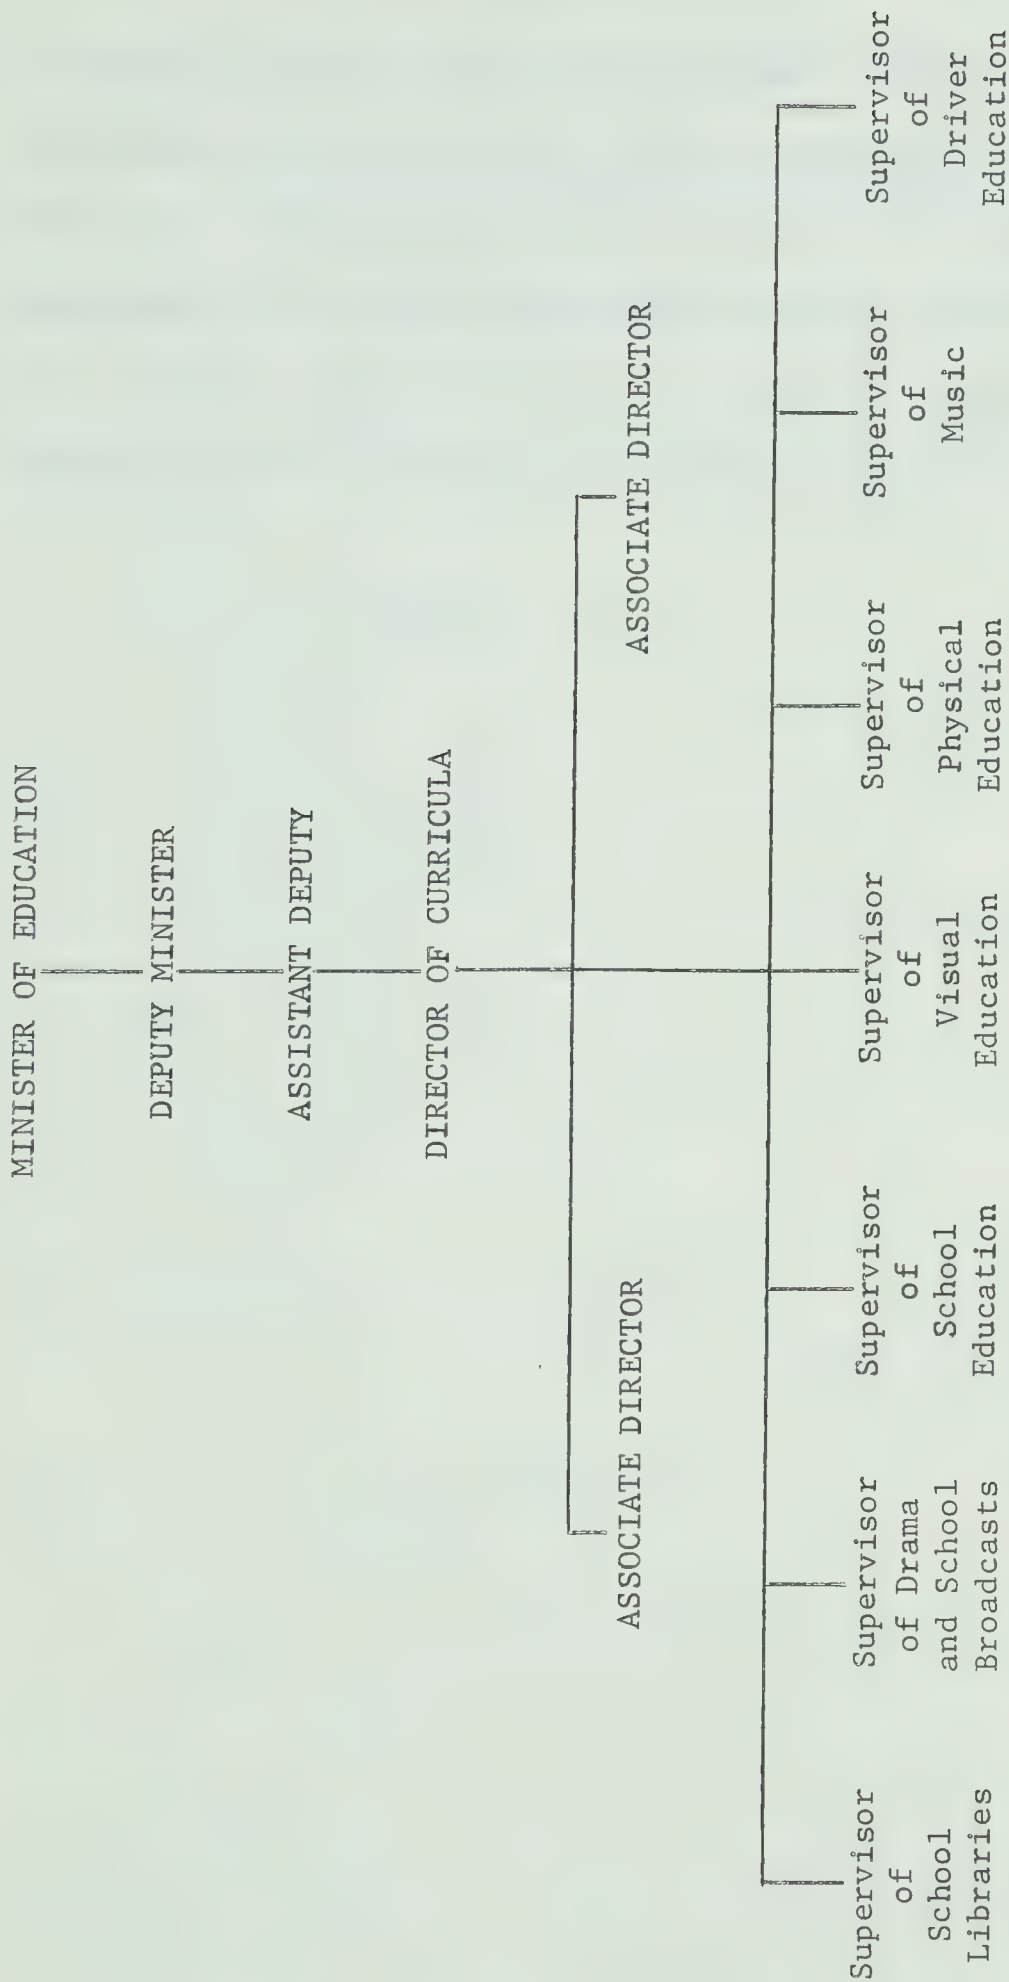 MINISTER OF EDUCATION
DEPUTY MINISTER
ASSISTANT DEPUTY
DIRECTOR OF CURRICULA
ASSOCIATE DIRECTOR
ASSOCIATE DIRECTOR
Supervisor
of
School
Libraries
Supervisor
of Drama
and School
Broadcasts
Supervisor
of
School
Education
Supervisor
of
Visual
Education
Supervisor
of
Physical
Education
Supervisor
of
Music
Supervisor
of
Driver
Education